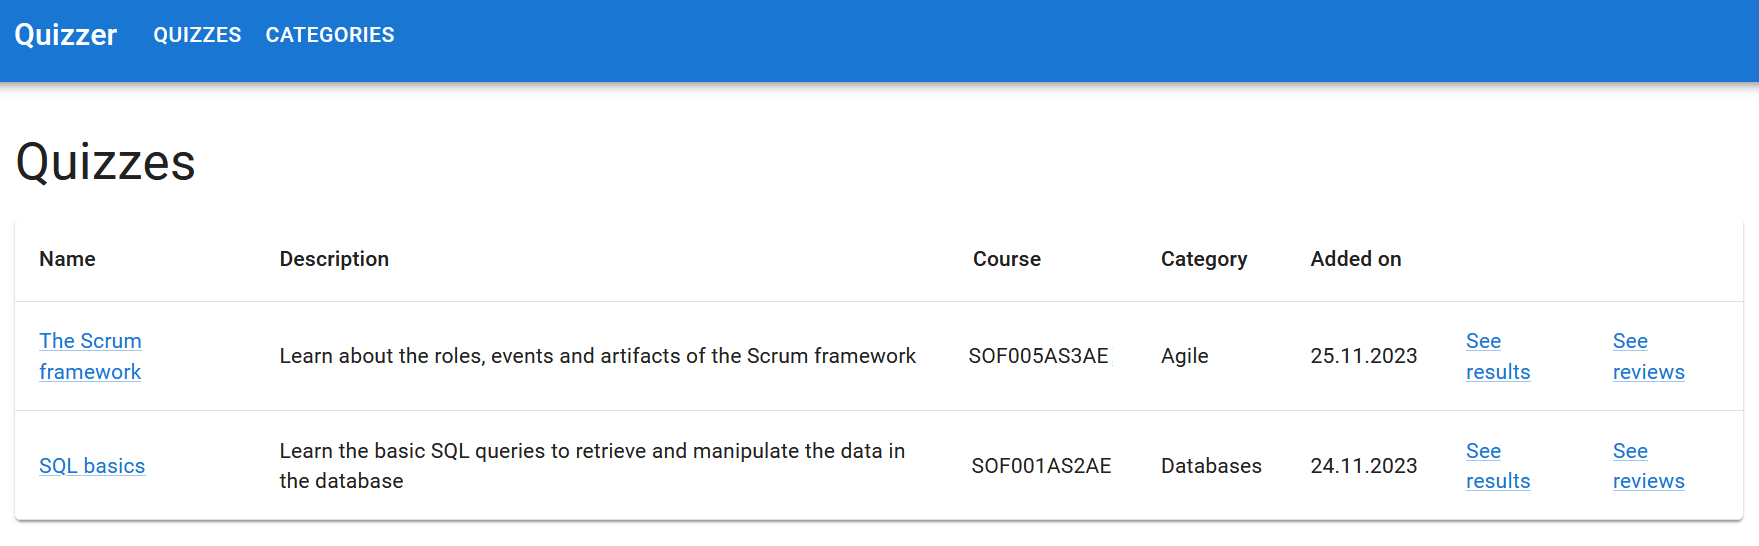 Quizzer QUIZZES CATEGORIES
Quizzes
Name Description Course Category Added on
The Scrum framework Learn about the roles, events and artifacts of the Scrum framework SOF005AS3AE Agile 25.11.2023 See results See reviews
SQL basics Learn the basic SQL queries to retrieve and manipulate the data in the database SOF001AS2AE Databases 24.11.2023 See results See reviews